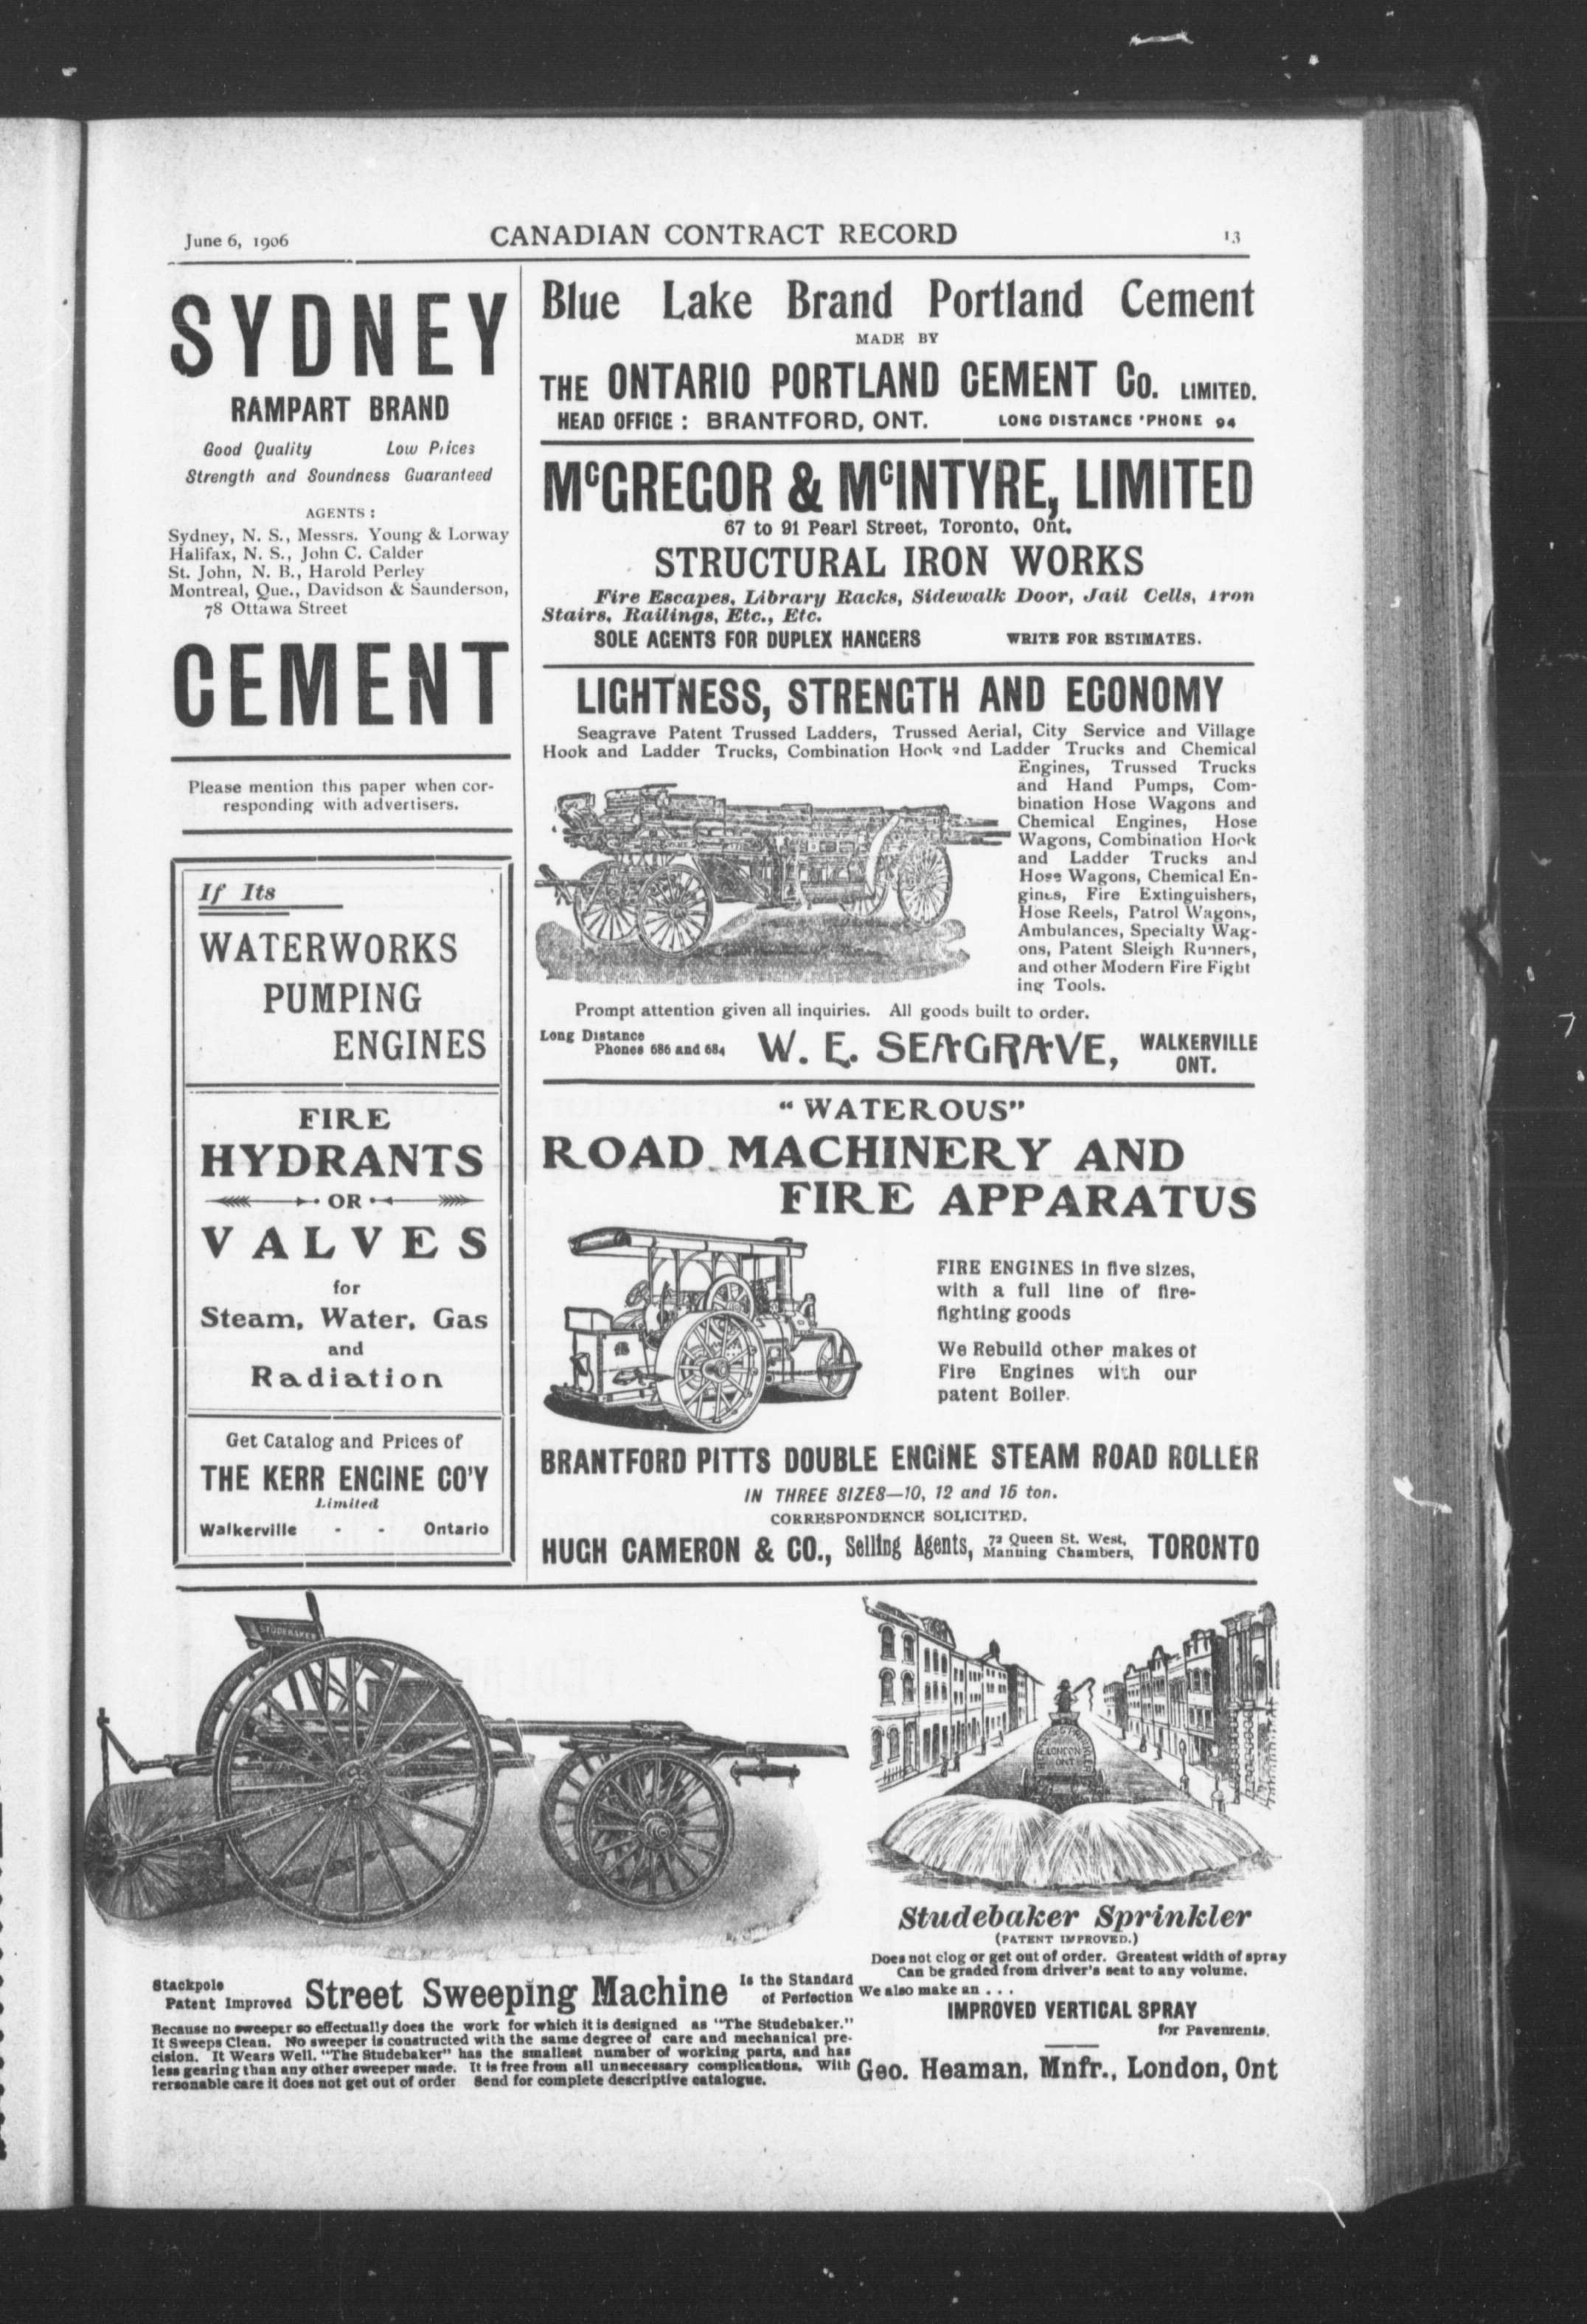 June 6, 1906
CANADIAN CONTRACT RECORD
13
SYDNEY
RAMPART BRAND
Good Quality Low Prices
Strength and Soundness Guaranteed
AGENTS:
Sydney, N. S., Messrs. Young & Lorway
Halifax, N. S., John C. Calder
St. John, N. B., Harold Perley
Montreal, Que., Davidson & Saunderson,
78 Ottawa Street
CEMENT
Please mention this paper when cor-
responding with advertisers.
If Its
WATERWORKS
PUMPING
ENGINES
FIRE
HYDRANTS
OR
VALVES
for
Steam, Water, Gas
and
Radiation
Get Catalog and Prices of
THE KERR ENGINE CO'Y
Limited
Walkerville - - Ontario
Blue Lake Brand Portland Cement
MADE BY
THE ONTARIO PORTLAND CEMENT Co. LIMITED.
HEAD OFFICE: BRANTFORD, ONT. LONG DISTANCE 'PHONE 94
McGREGOR & McINTYRE, LIMITED
67 to 91 Pearl Street, Toronto, Ont.
STRUCTURAL IRON WORKS
Fire Escapes, Library Racks, Sidewalk Door, Jail Cells, Iron
Stairs, Railings, Etc., Etc.
SOLE AGENTS FOR DUPLEX HANGERS WRITE FOR ESTIMATES.
LIGHTNESS, STRENGTH AND ECONOMY
Seagrave Patent Trussed Ladders, Trussed Aerial, City Service and Village
Hook and Ladder Trucks, Combination Hook and Ladder Trucks and Chemical
Engines, Trussed Trucks
and Hand Pumps, Com-
bination Hose Wagons and
Chemical Engines, Hose
Wagons, Combination Hook
and Ladder Trucks and
Hose Wagons, Chemical En-
gines, Fire Extinguishers,
Hose Reels, Patrol Wagons,
Ambulances, Specialty Wag-
ons, Patent Sleigh Runners,
and other Modern Fire Fight
ing Tools.
Prompt attention given all inquiries. All goods built to order.
Long Distance
Phones 686 and 684
W. E. SEAGRAVE,
WALKERVILLE
ONT.
"WATEROUS"
ROAD MACHINERY AND
FIRE APPARATUS
FIRE ENGINES in five sizes,
with a full line of fire-
fighting goods
We Rebuild other makes of
Fire Engines with our
patent Boiler.
BRANTFORD PITTS DOUBLE ENGINE STEAM ROAD ROLLER
IN THREE SIZES—10, 12 and 15 ton.
CORRESPONDENCE SOLICITED.
HUGH CAMERON & CO., Selling Agents, 72 Queen St. West, Manning Chambers, TORONTO
STUDEBAKER
LONDON
ONT
Stackpole
Patent Improved
Street Sweeping Machine
Is the Standard
of Perfection
Because no sweeper so effectually does the work for which it is designed as "The Studebaker."
It Sweeps Clean. No sweeper is constructed with the same degree of care and mechanical pre-
cision. It Wears Well. "The Studebaker" has the smallest number of working parts, and has
less gearing than any other sweeper made. It is free from all unnecessary complications. With
rersonable care it does not get out of order Send for complete descriptive catalogue.
Studebaker Sprinkler
(PATENT IMPROVED.)
Does not clog or get out of order. Greatest width of spray
Can be graded from driver's seat to any volume.
We also make an . . .
IMPROVED VERTICAL SPRAY
for Pavements.
Geo. Heaman, Mnfr., London, Ont